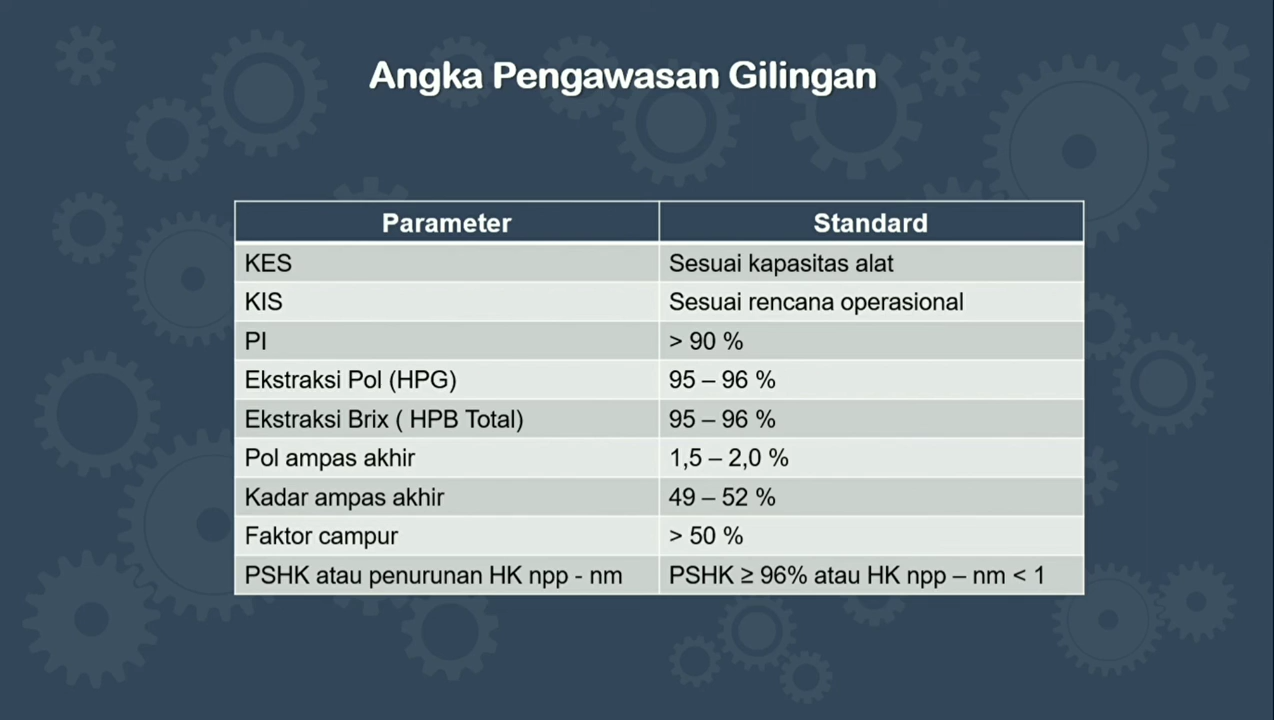 Angka Pengawasan Gilingan
Parameter Standard
KES Sesuai kapasitas alat
KIS Sesuai rencana operasional
PI > 90 %
Ekstraksi Pol (HPG) 95 – 96 %
Ekstraksi Brix ( HPB Total) 95 – 96 %
Pol ampas akhir 1,5 – 2,0 %
Kadar ampas akhir 49 – 52 %
Faktor campur > 50 %
PSHK atau penurunan HK npp - nm PSHK ≥ 96% atau HK npp – nm < 1